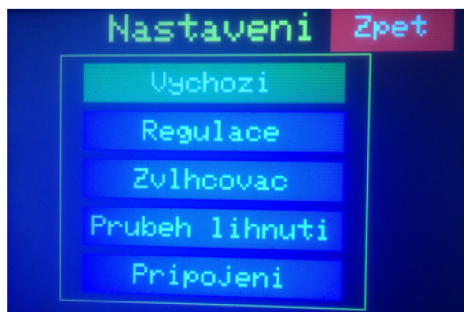 Nastaveni Zpet
Vychozi
Regulace
Zvlhcovac
Prubeh lihnuti
Pripojeni